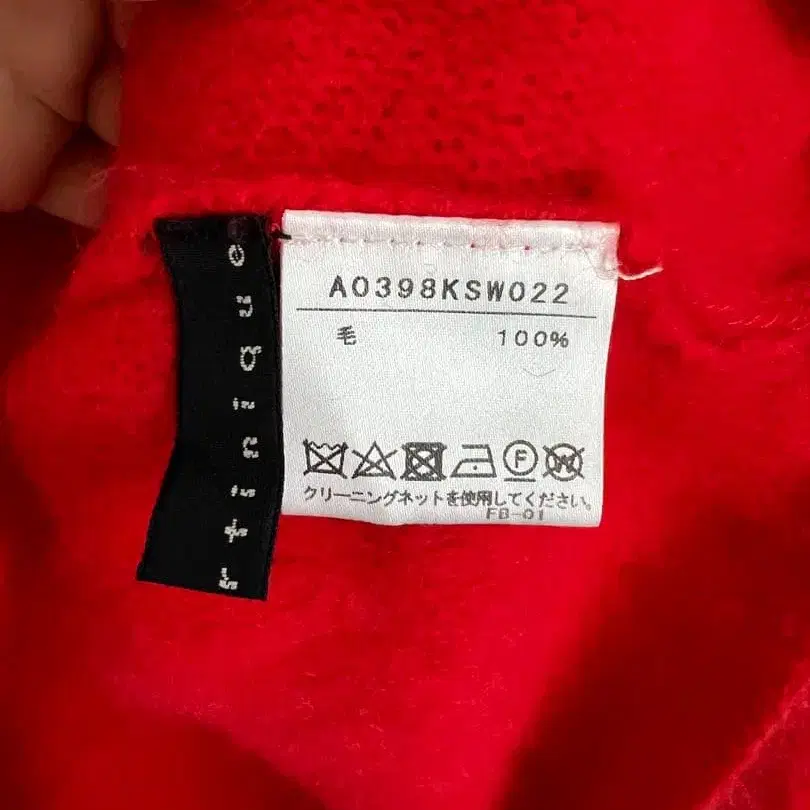 rtinique
A0398KSW022
毛 100%
F W
クリーニングネットを使用してください。
FB-01